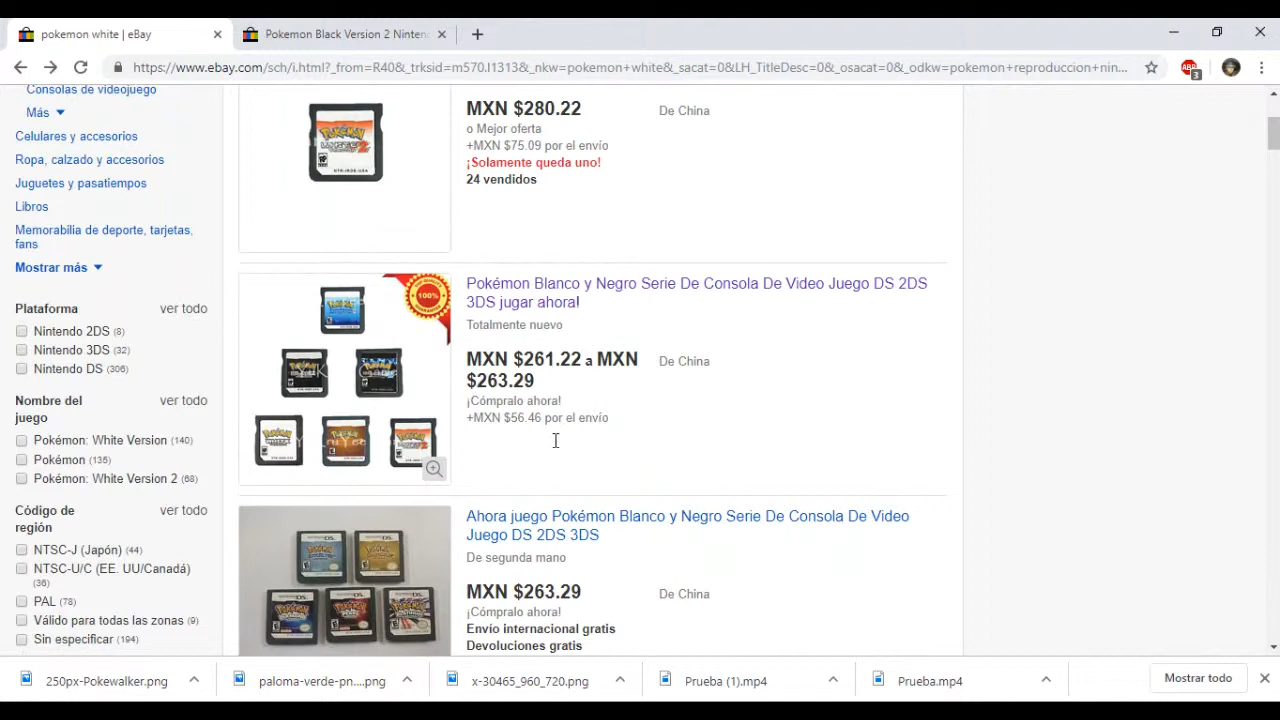 pokemon white | eBay
Pokemon Black Version 2 Ninten
https://www.ebay.com/sch/i.html?_from=R40&_trksid=m570.l1313&_nkw=pokemon+white&_sacat=0&LH_TitleDesc=0&_osacat=0&_odkw=pokemon+reproduccion+nin...
ABP
3
Consolas de videojuego
Más
Celulares y accesorios
Ropa, calzado y accesorios
Juguetes y pasatiempos
Libros
Memorabilia de deporte, tarjetas,
fans
Mostrar más
Plataforma ver todo
Nintendo 2DS (8)
Nintendo 3DS (32)
Nintendo DS (306)
Nombre del ver todo
juego
Pokémon: White Version (140)
Pokémon (135)
Pokémon: White Version 2 (68)
Código de ver todo
región
NTSC-J (Japón) (44)
NTSC-U/C (EE. UU/Canadá)
(36)
PAL (78)
Válido para todas las zonas (9)
Sin especificar (194)
MXN $280.22 De China
o Mejor oferta
+MXN $75.09 por el envío
¡Solamente queda uno!
24 vendidos
100%
Pokémon Blanco y Negro Serie De Consola De Video Juego DS 2DS
3DS jugar ahora!
Totalmente nuevo
MXN $261.22 a MXN De China
$263.29
¡Cómpralo ahora!
+MXN $56.46 por el envío
Ahora juego Pokémon Blanco y Negro Serie De Consola De Video
Juego DS 2DS 3DS
De segunda mano
MXN $263.29 De China
¡Cómpralo ahora!
Envío internacional gratis
Devoluciones gratis
250px-Pokewalker.png
paloma-verde-pn....png
x-30465_960_720.png
Prueba (1).mp4
Prueba.mp4
Mostrar todo